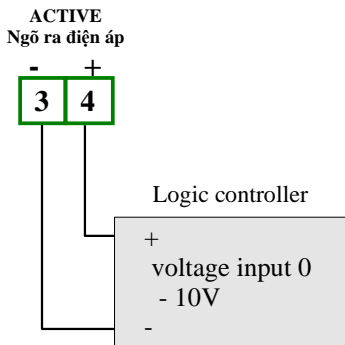 ACTIVE
Ngõ ra điện áp
- +
3 4
Logic controller
+
voltage input 0
- 10V
-